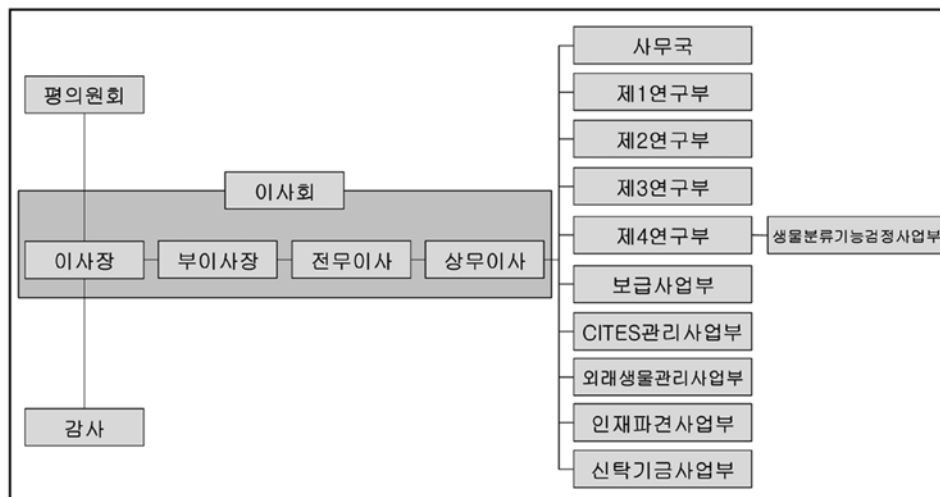 평의원회
이사회
이사장
부이사장
전무이사
상무이사
감사
사무국
제1연구부
제2연구부
제3연구부
제4연구부
생물분류기능검정사업부
보급사업부
CITES관리사업부
외래생물관리사업부
인재파견사업부
신탁기금사업부